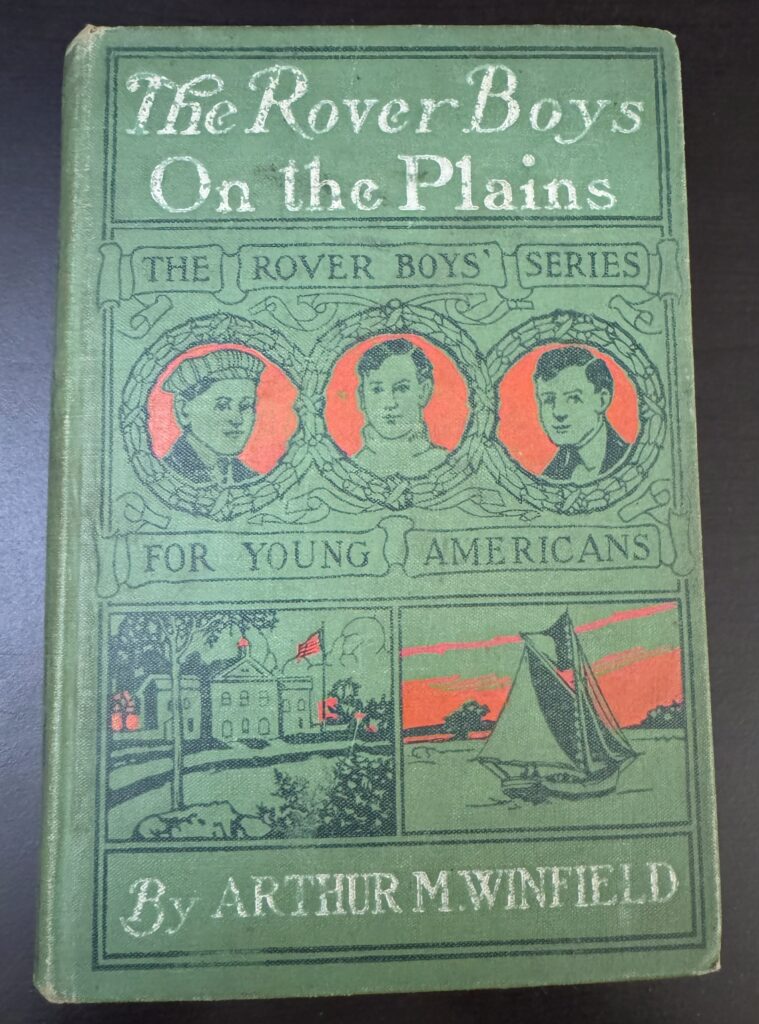 The Rover Boys
On the Plains
THE ROVER BOYS' SERIES
FOR YOUNG AMERICANS
By ARTHUR M. WINFIELD